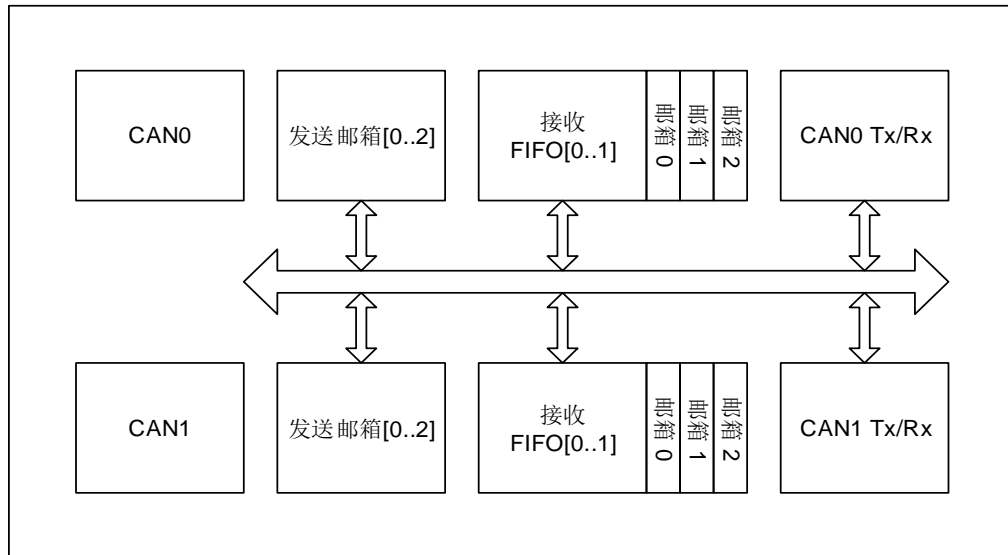 CAN0
发送邮箱[0..2]
接收
FIFO[0..1]
邮箱 0
邮箱 1
邮箱 2
CAN0 Tx/Rx
CAN1
发送邮箱[0..2]
接收
FIFO[0..1]
邮箱 0
邮箱 1
邮箱 2
CAN1 Tx/Rx